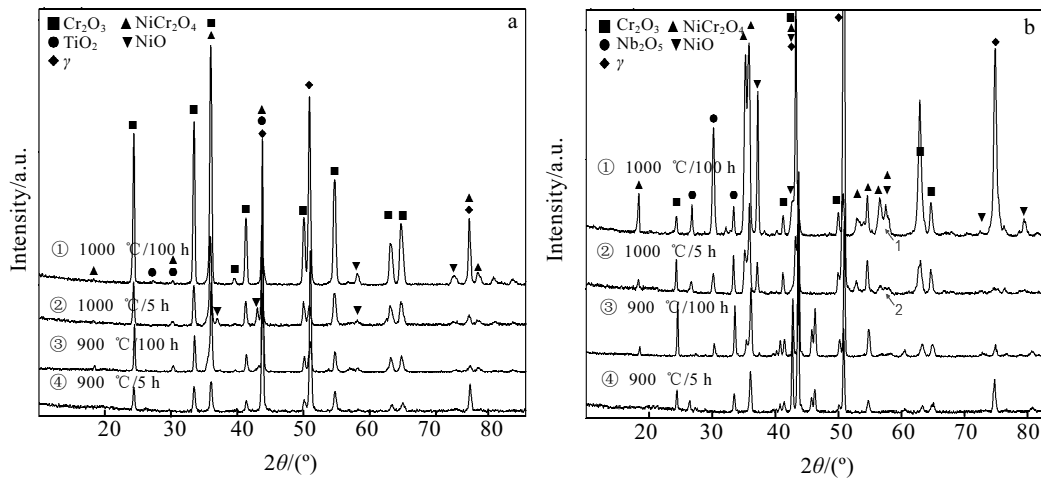 ■ Cr₂O₃ ▲ NiCr₂O₄
● TiO₂ ▼ NiO
◆ γ
a
① 1000 ℃/100 h
② 1000 ℃/5 h
③ 900 ℃/100 h
④ 900 ℃/5 h
Intensity/a.u.
20 30 40 50 60 70 80
2θ/(º)
■ Cr₂O₃ ▲ NiCr₂O₄
● Nb₂O₅ ▼ NiO
◆ γ
b
① 1000 ℃/100 h
1
② 1000 ℃/5 h
2
③ 900 ℃/100 h
④ 900 ℃/5 h
Intensity/a.u.
20 30 40 50 60 70 80
2θ/(º)